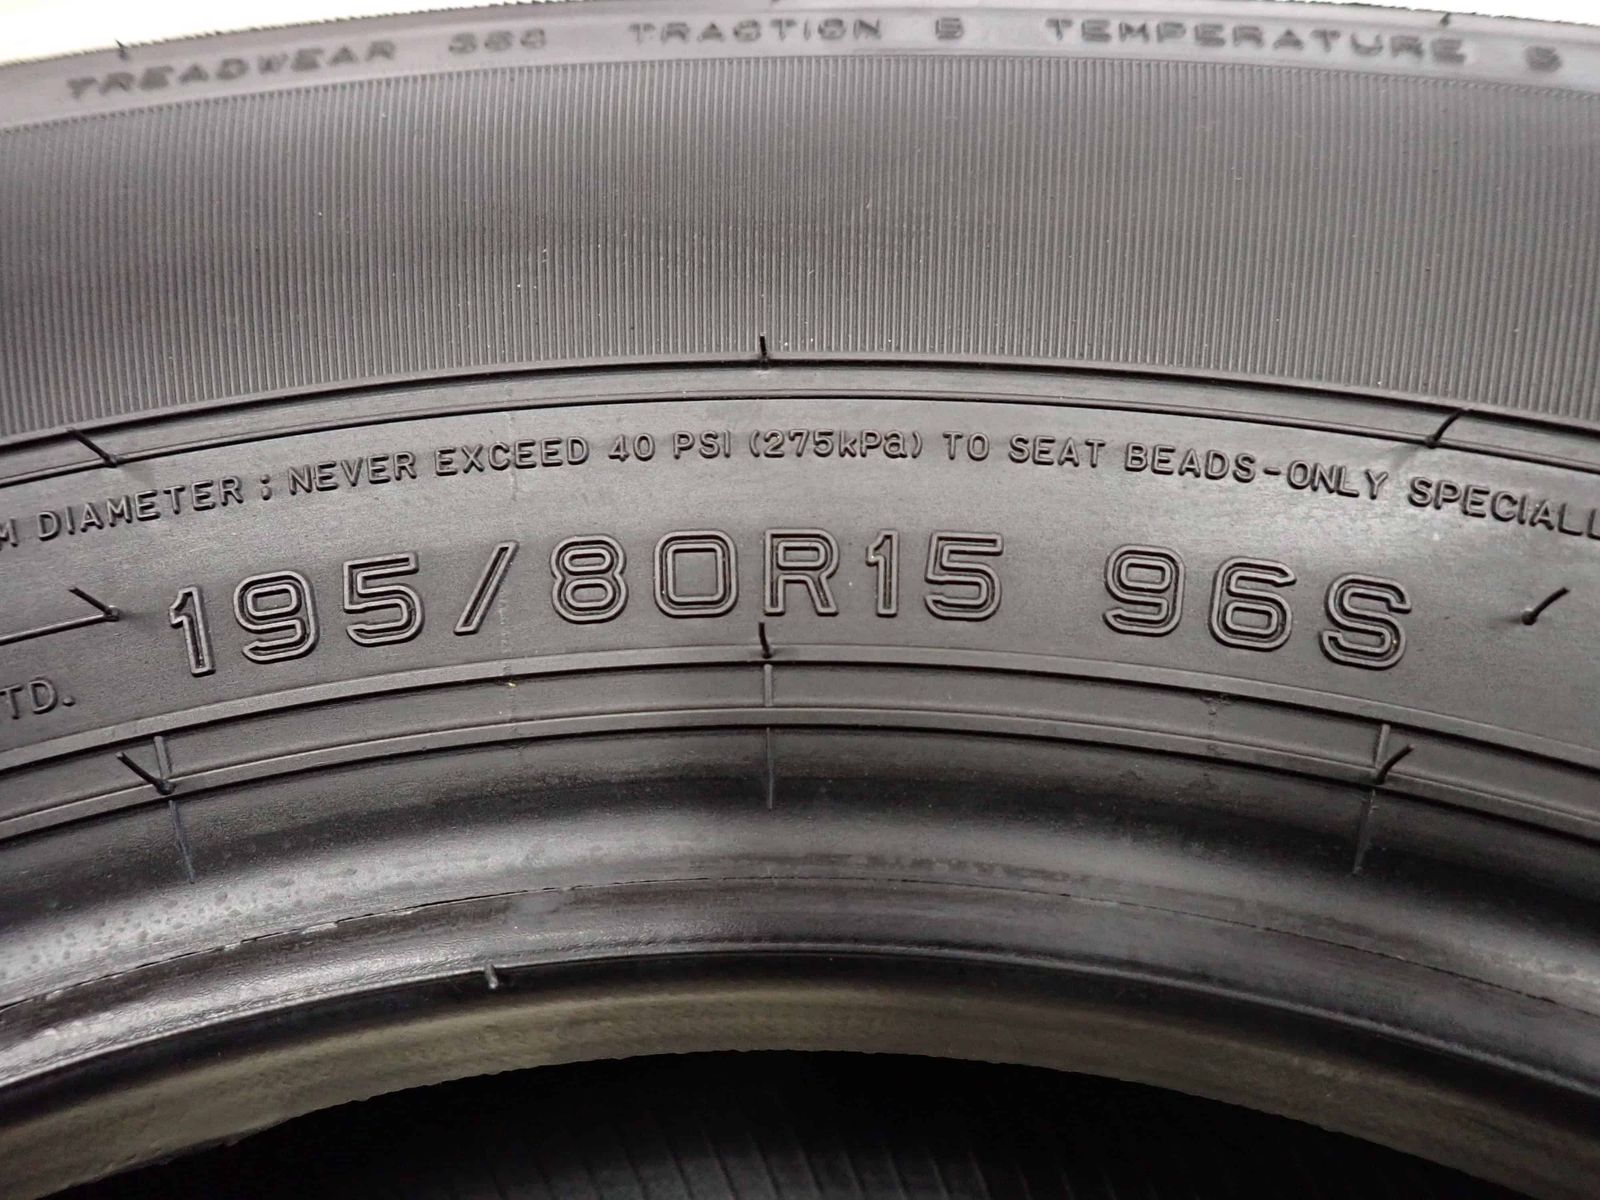 TREADWEAR TRACTION TEMPERATURE
M DIAMETER ; NEVER EXCEED 40 PSI (275kPa) TO SEAT BEADS-ONLY SPECIALL
195/80R15 96S
TD.